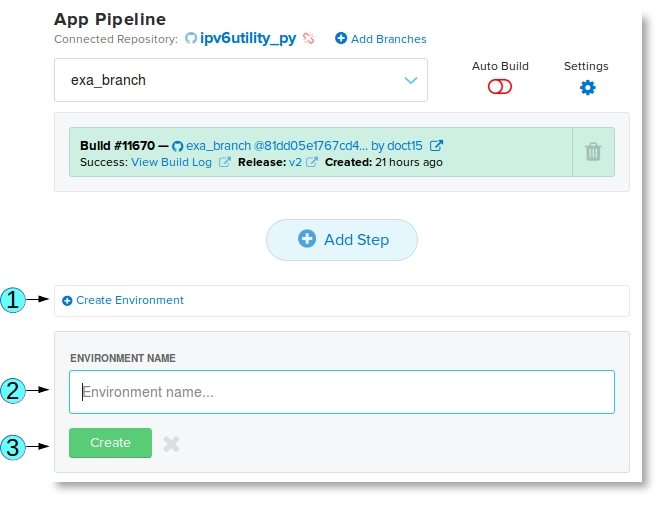 App Pipeline
Connected Repository: ipv6utility_py Add Branches
exa_branch
Auto Build Settings
Build #11670 — exa_branch @81dd05e1767cd4... by doct15
Success: View Build Log Release: v2 Created: 21 hours ago
Add Step
1 Create Environment
ENVIRONMENT NAME
2 Environment name...
3 Create